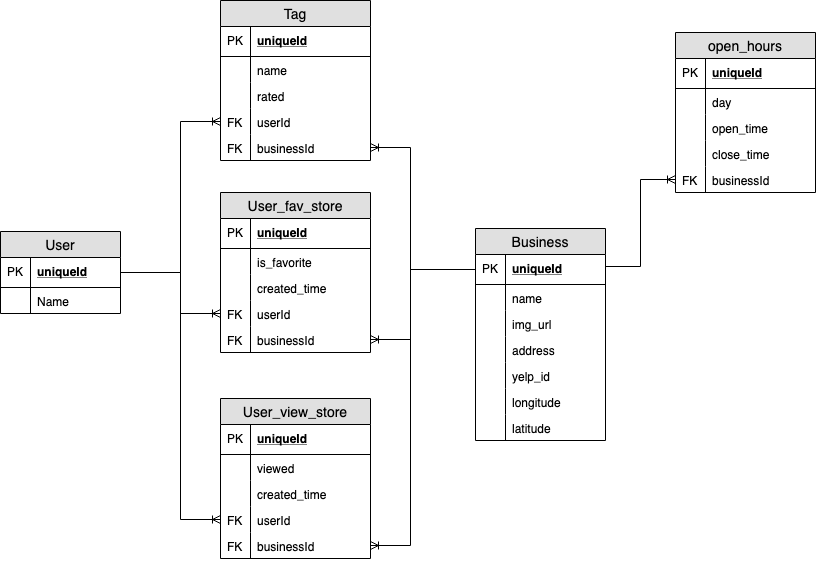 Tag
PK uniqueId
name
rated
FK userId
FK businessId
open_hours
PK uniqueId
day
open_time
close_time
FK businessId
User_fav_store
PK uniqueId
is_favorite
created_time
FK userId
FK businessId
User
PK uniqueId
Name
Business
PK uniqueId
name
img_url
address
yelp_id
longitude
latitude
User_view_store
PK uniqueId
viewed
created_time
FK userId
FK businessId